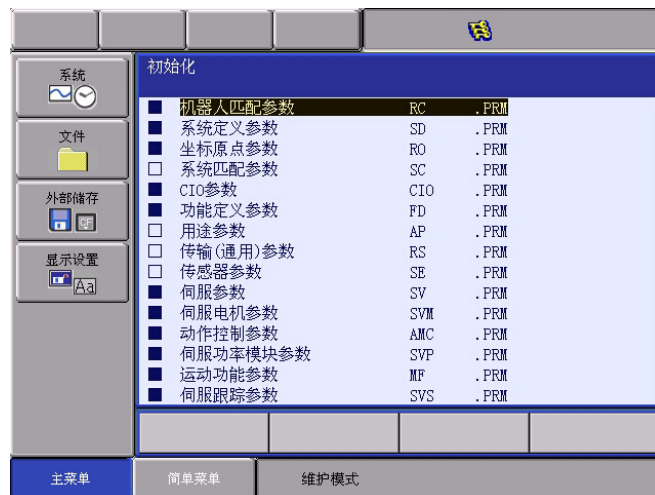 系统
文件
外部储存
CF
显示设置
Aa
初始化
■ 机器人匹配参数 RC .PRM
■ 系统定义参数 SD .PRM
■ 坐标原点参数 RO .PRM
□ 系统匹配参数 SC .PRM
■ CIO参数 CIO .PRM
■ 功能定义参数 FD .PRM
□ 用途参数 AP .PRM
□ 传输(通用)参数 RS .PRM
□ 传感器参数 SE .PRM
■ 伺服参数 SV .PRM
■ 伺服电机参数 SVM .PRM
■ 动作控制参数 AMC .PRM
■ 伺服功率模块参数 SVP .PRM
■ 运动功能参数 MF .PRM
■ 伺服跟踪参数 SVS .PRM
主菜单 简单菜单 维护模式